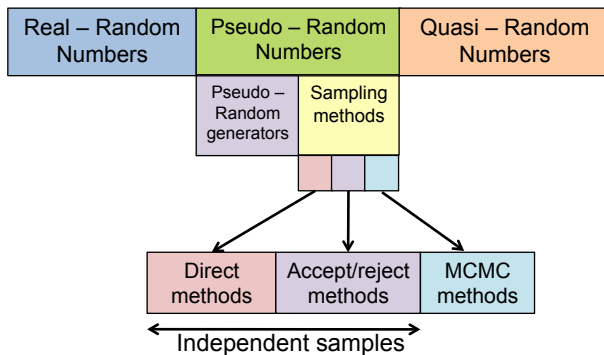 Real – Random
Numbers
Pseudo – Random
Numbers
Quasi – Random
Numbers
Pseudo –
Random
generators
Sampling
methods
Direct
methods
Accept/reject
methods
MCMC
methods
Independent samples